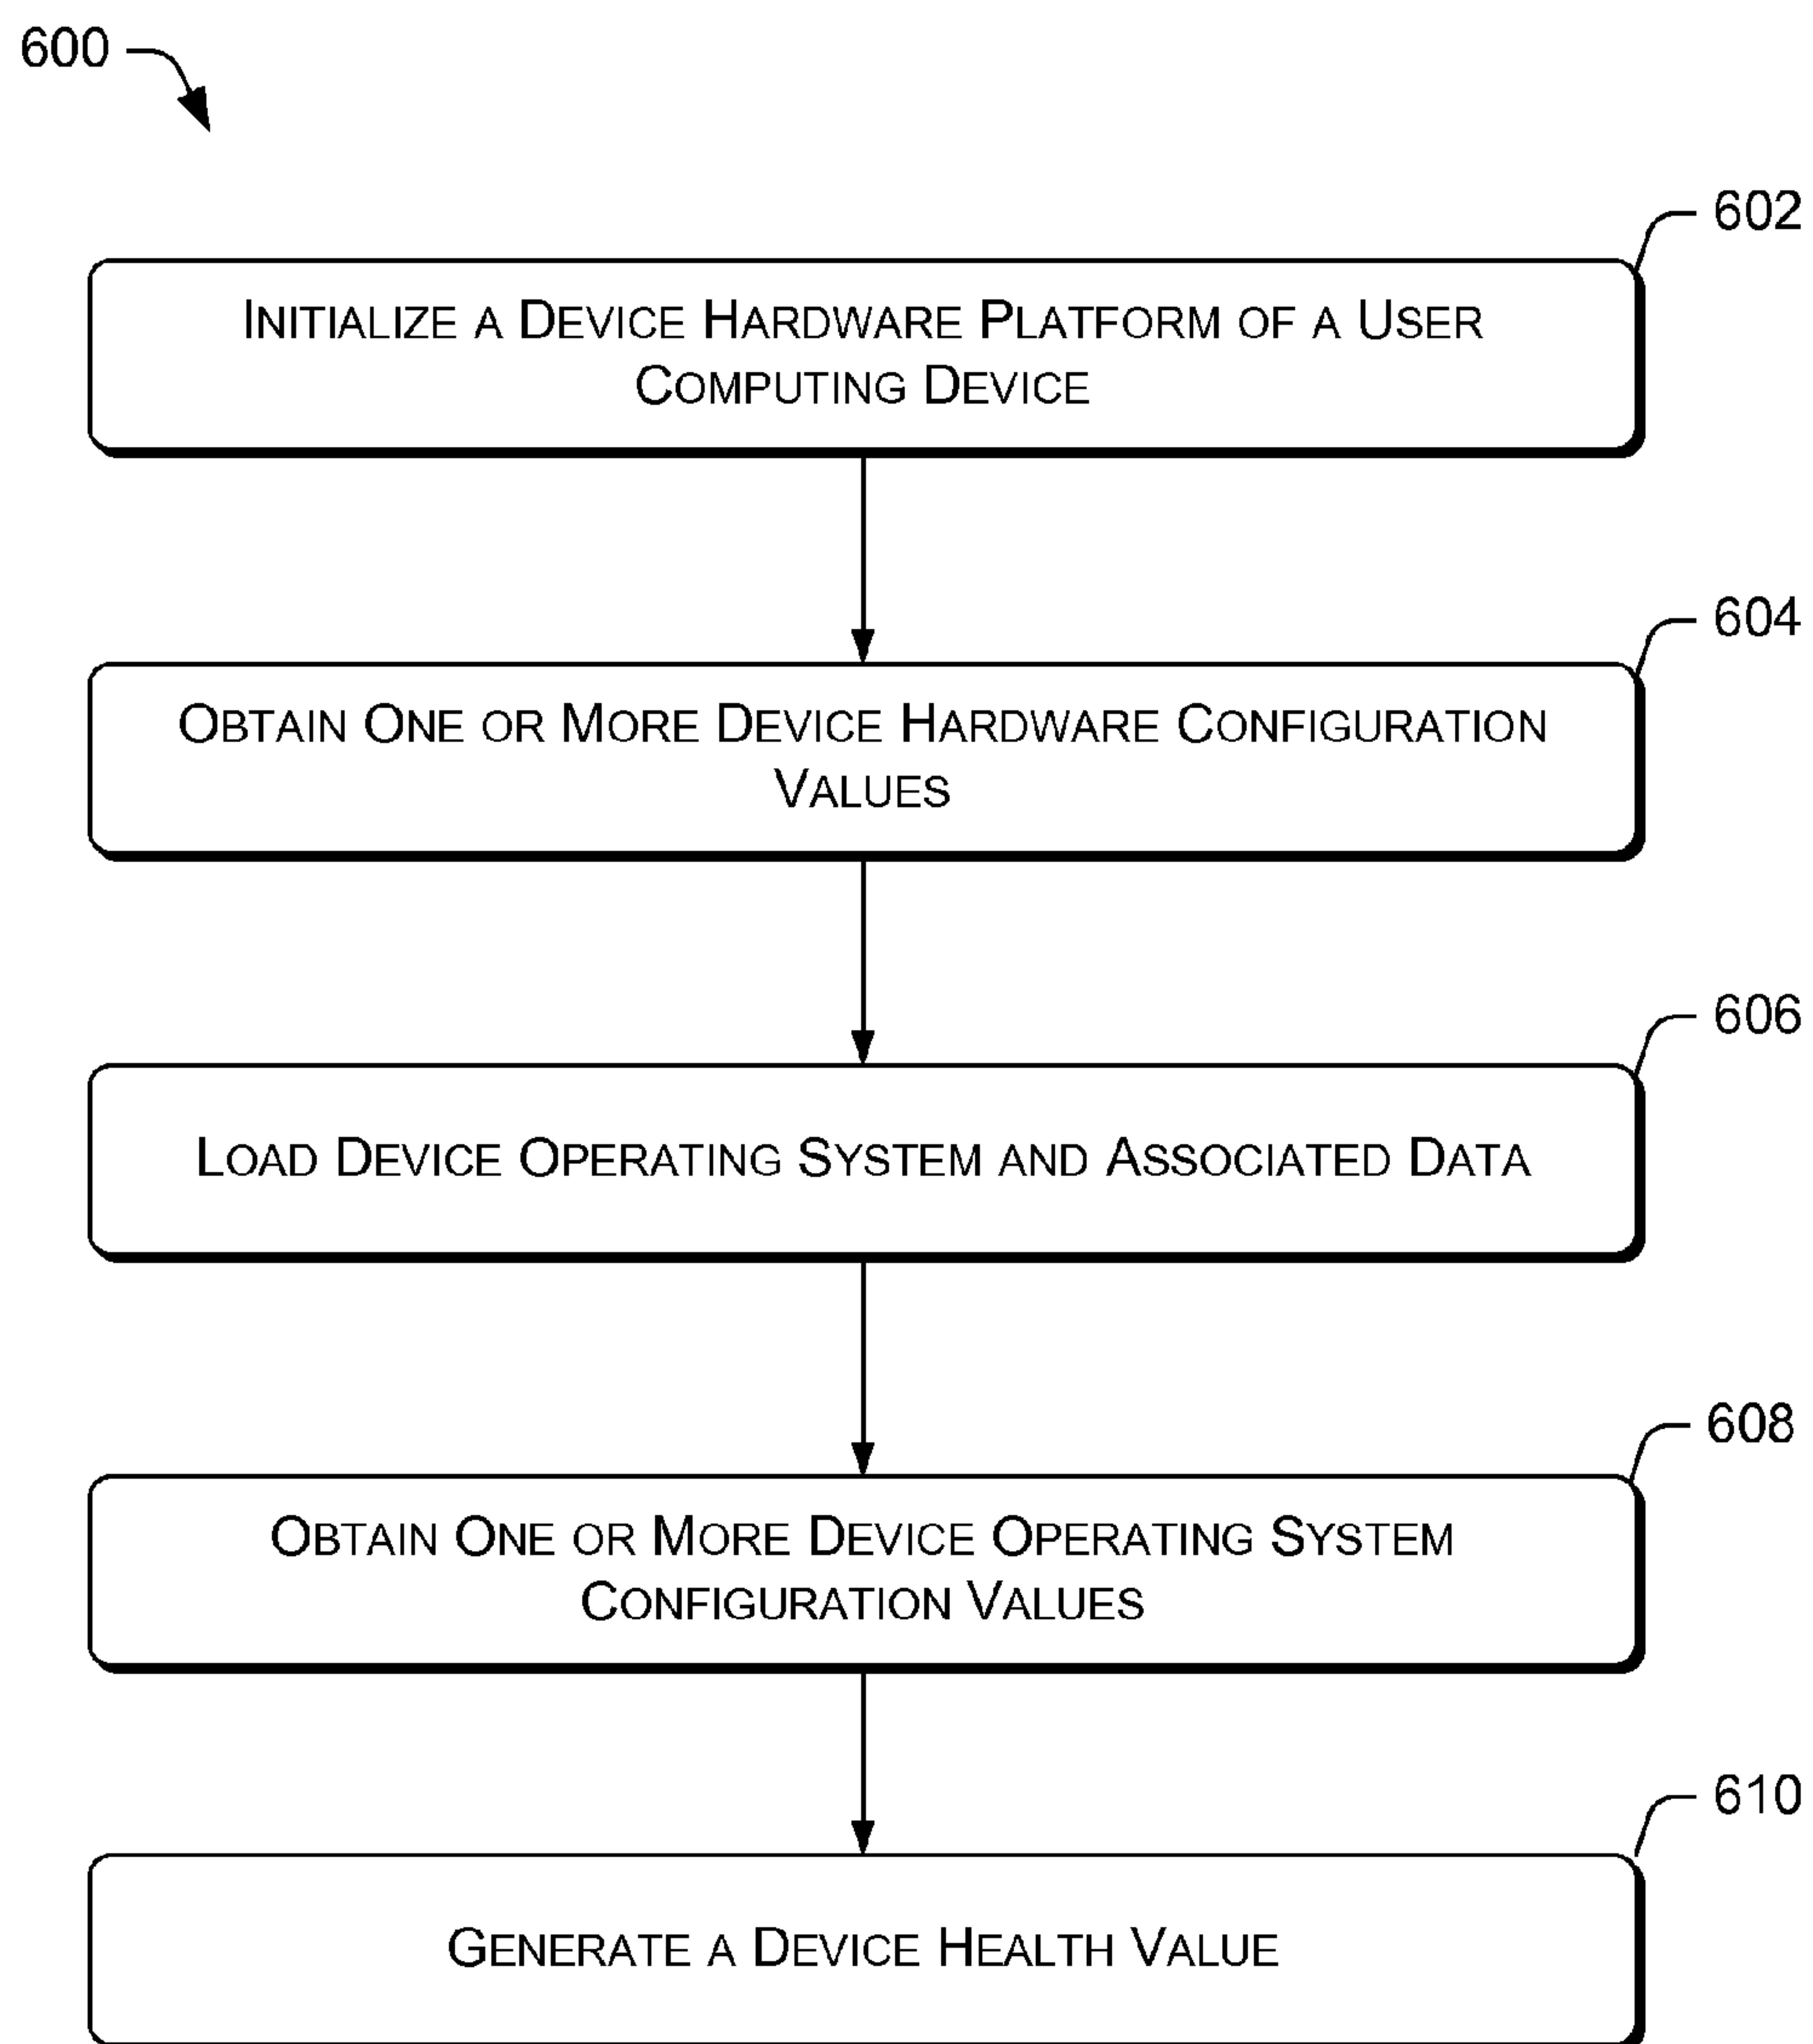 600
602
Initialize a Device Hardware Platform of a User
Computing Device
604
Obtain One or More Device Hardware Configuration
Values
606
Load Device Operating System and Associated Data
608
Obtain One or More Device Operating System
Configuration Values
610
Generate a Device Health Value